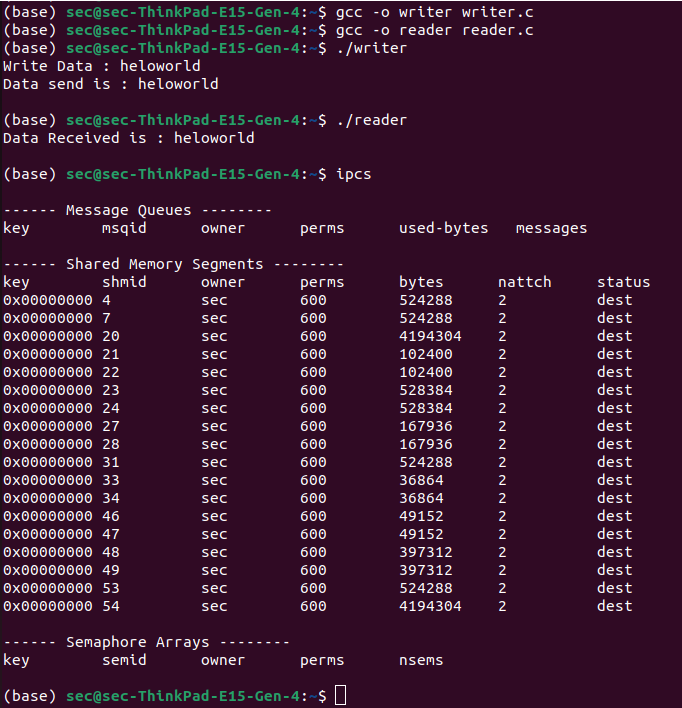 (base) sec@sec-ThinkPad-E15-Gen-4:~$ gcc -o writer writer.c
(base) sec@sec-ThinkPad-E15-Gen-4:~$ gcc -o reader reader.c
(base) sec@sec-ThinkPad-E15-Gen-4:~$ ./writer
Write Data : heloworld
Data send is : heloworld
(base) sec@sec-ThinkPad-E15-Gen-4:~$ ./reader
Data Received is : heloworld
(base) sec@sec-ThinkPad-E15-Gen-4:~$ ipcs
------ Message Queues --------
key        msqid      owner      perms      used-bytes   messages
------ Shared Memory Segments --------
key        shmid      owner      perms      bytes      nattch     status
0x00000000 4          sec        600        524288     2          dest
0x00000000 7          sec        600        524288     2          dest
0x00000000 20         sec        600        4194304    2          dest
0x00000000 21         sec        600        102400     2          dest
0x00000000 22         sec        600        102400     2          dest
0x00000000 23         sec        600        528384     2          dest
0x00000000 24         sec        600        528384     2          dest
0x00000000 27         sec        600        167936     2          dest
0x00000000 28         sec        600        167936     2          dest
0x00000000 31         sec        600        524288     2          dest
0x00000000 33         sec        600        36864      2          dest
0x00000000 34         sec        600        36864      2          dest
0x00000000 46         sec        600        49152      2          dest
0x00000000 47         sec        600        49152      2          dest
0x00000000 48         sec        600        397312     2          dest
0x00000000 49         sec        600        397312     2          dest
0x00000000 53         sec        600        524288     2          dest
0x00000000 54         sec        600        4194304    2          dest
------ Semaphore Arrays --------
key        semid      owner      perms      nsems
(base) sec@sec-ThinkPad-E15-Gen-4:~$